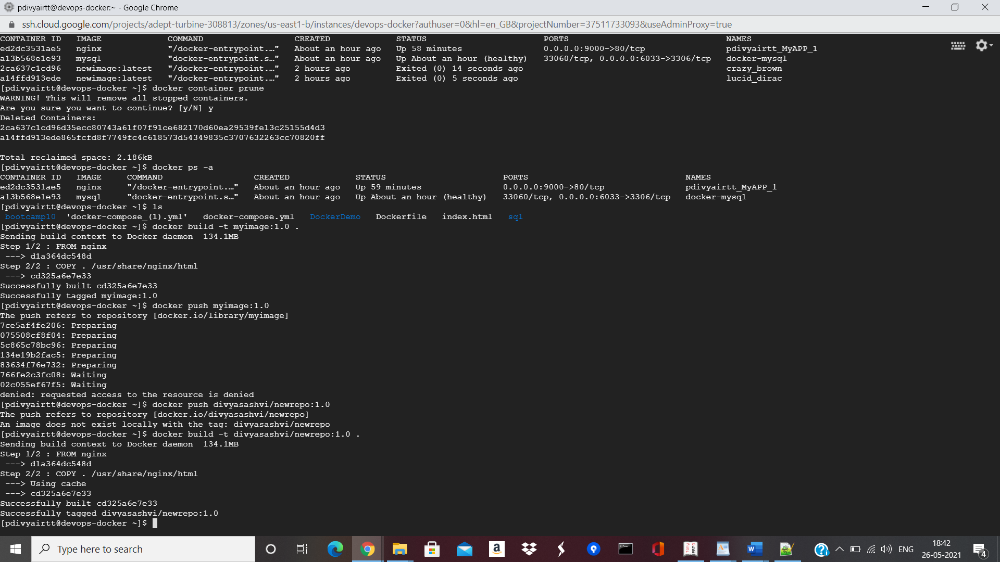 pdivyairtt@devops-docker:~ - Google Chrome
ssh.cloud.google.com/projects/adept-turbine-308813/zones/us-east1-b/instances/devops-docker?authuser=0&hl=en_GB&projectNumber=37511733093&useAdminProxy=true
CONTAINER ID   IMAGE             COMMAND                  CREATED             STATUS                       PORTS                               NAMES
ed2dc3531ae5   nginx             "/docker-entrypoint.…"   About an hour ago   Up 58 minutes                0.0.0.0:9000->80/tcp                pdivyairtt_MyAPP_1
a13b568e1e93   mysql             "docker-entrypoint.s…"   About an hour ago   Up About an hour (healthy)   33060/tcp, 0.0.0.0:6033->3306/tcp   docker-mysql
2ca637c1cd96   newimage:latest   "/docker-entrypoint.…"   2 hours ago         Exited (0) 14 seconds ago                                        crazy_brown
a14ffd913ede   newimage:latest   "/docker-entrypoint.…"   2 hours ago         Exited (0) 5 seconds ago                                         lucid_dirac
[pdivyairtt@devops-docker ~]$ docker container prune
WARNING! This will remove all stopped containers.
Are you sure you want to continue? [y/N] y
Deleted Containers:
2ca637c1cd96d35ecc80743a61f07f91ce682170d60ea29539fe13c25155d4d3
a14ffd913ede865fcfd8f7749fc4c618573d54349835c3707632263cc70820ff
Total reclaimed space: 2.186kB
[pdivyairtt@devops-docker ~]$ docker ps -a
CONTAINER ID   IMAGE     COMMAND                  CREATED             STATUS                       PORTS                               NAMES
ed2dc3531ae5   nginx     "/docker-entrypoint.…"   About an hour ago   Up 59 minutes                0.0.0.0:9000->80/tcp                pdivyairtt_MyAPP_1
a13b568e1e93   mysql     "docker-entrypoint.s…"   About an hour ago   Up About an hour (healthy)   33060/tcp, 0.0.0.0:6033->3306/tcp   docker-mysql
[pdivyairtt@devops-docker ~]$ ls
bootcamp10  'docker-compose_(1).yml'   docker-compose.yml   DockerDemo   Dockerfile   index.html   sql
[pdivyairtt@devops-docker ~]$ docker build -t myimage:1.0 .
Sending build context to Docker daemon  134.1MB
Step 1/2 : FROM nginx
---> d1a364dc548d
Step 2/2 : COPY . /usr/share/nginx/html
---> cd325a6e7e33
Successfully built cd325a6e7e33
Successfully tagged myimage:1.0
[pdivyairtt@devops-docker ~]$ docker push myimage:1.0
The push refers to repository [docker.io/library/myimage]
7ce5af4fe206: Preparing
075508cf8f04: Preparing
5c865c78bc96: Preparing
134e19b2fac5: Preparing
83634f76e732: Preparing
766fe2c3fc08: Waiting
02c055ef67f5: Waiting
denied: requested access to the resource is denied
[pdivyairtt@devops-docker ~]$ docker push divyasashvi/newrepo:1.0
The push refers to repository [docker.io/divyasashvi/newrepo]
An image does not exist locally with the tag: divyasashvi/newrepo
[pdivyairtt@devops-docker ~]$ docker build -t divyasashvi/newrepo:1.0 .
Sending build context to Docker daemon  134.1MB
Step 1/2 : FROM nginx
---> d1a364dc548d
Step 2/2 : COPY . /usr/share/nginx/html
---> Using cache
---> cd325a6e7e33
Successfully built cd325a6e7e33
Successfully tagged divyasashvi/newrepo:1.0
[pdivyairtt@devops-docker ~]$
Type here to search
ENG
18:42
26-05-2021
4